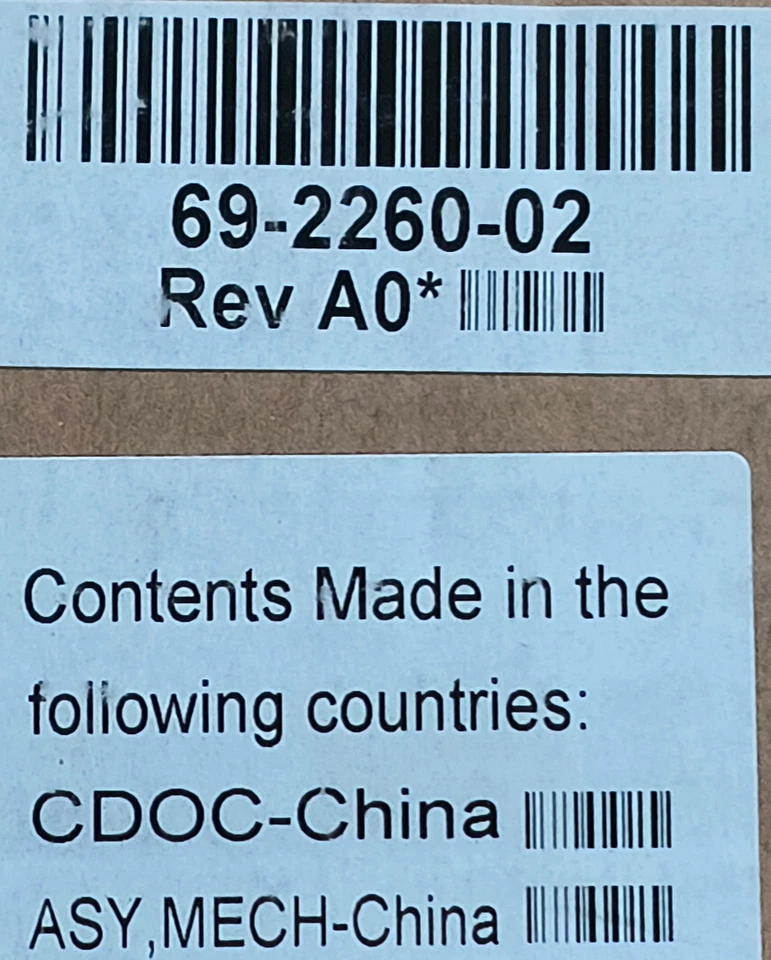 69-2260-02
Rev A0*
Contents Made in the
following countries:
CDOC-China
ASY,MECH-China